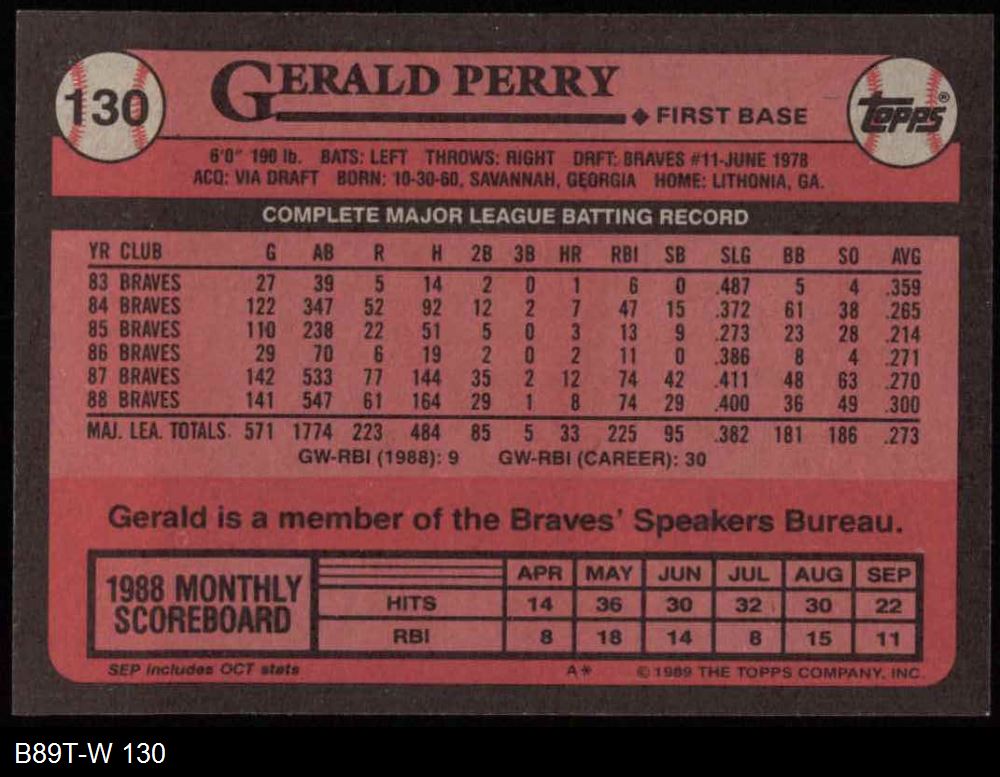 130
GERALD PERRY
◆ FIRST BASE
TOPPS®
6'0" 190 lb. BATS: LEFT THROWS: RIGHT DRFT: BRAVES #11-JUNE 1978
ACQ: VIA DRAFT BORN: 10-30-60, SAVANNAH, GEORGIA HOME: LITHONIA, GA.
COMPLETE MAJOR LEAGUE BATTING RECORD
YR CLUB G AB R H 2B 3B HR RBI SB SLG BB SO AVG
83 BRAVES 27 39 5 14 2 0 1 6 0 .487 5 4 .359
84 BRAVES 122 347 52 92 12 2 7 47 15 .372 61 38 .265
85 BRAVES 110 238 22 51 5 0 3 13 9 .273 23 28 .214
86 BRAVES 29 70 6 19 2 0 2 11 0 .386 8 4 .271
87 BRAVES 142 533 77 144 35 2 12 74 42 .411 48 63 .270
88 BRAVES 141 547 61 164 29 1 8 74 29 .400 36 49 .300
MAJ. LEA. TOTALS 571 1774 223 484 85 5 33 225 95 .382 181 186 .273
GW-RBI (1988): 9 GW-RBI (CAREER): 30
Gerald is a member of the Braves' Speakers Bureau.
1988 MONTHLY SCOREBOARD
APR MAY JUN JUL AUG SEP
HITS 14 36 30 32 30 22
RBI 8 18 14 8 15 11
SEP includes OCT stats A* © 1989 THE TOPPS COMPANY, INC.
B89T-W 130